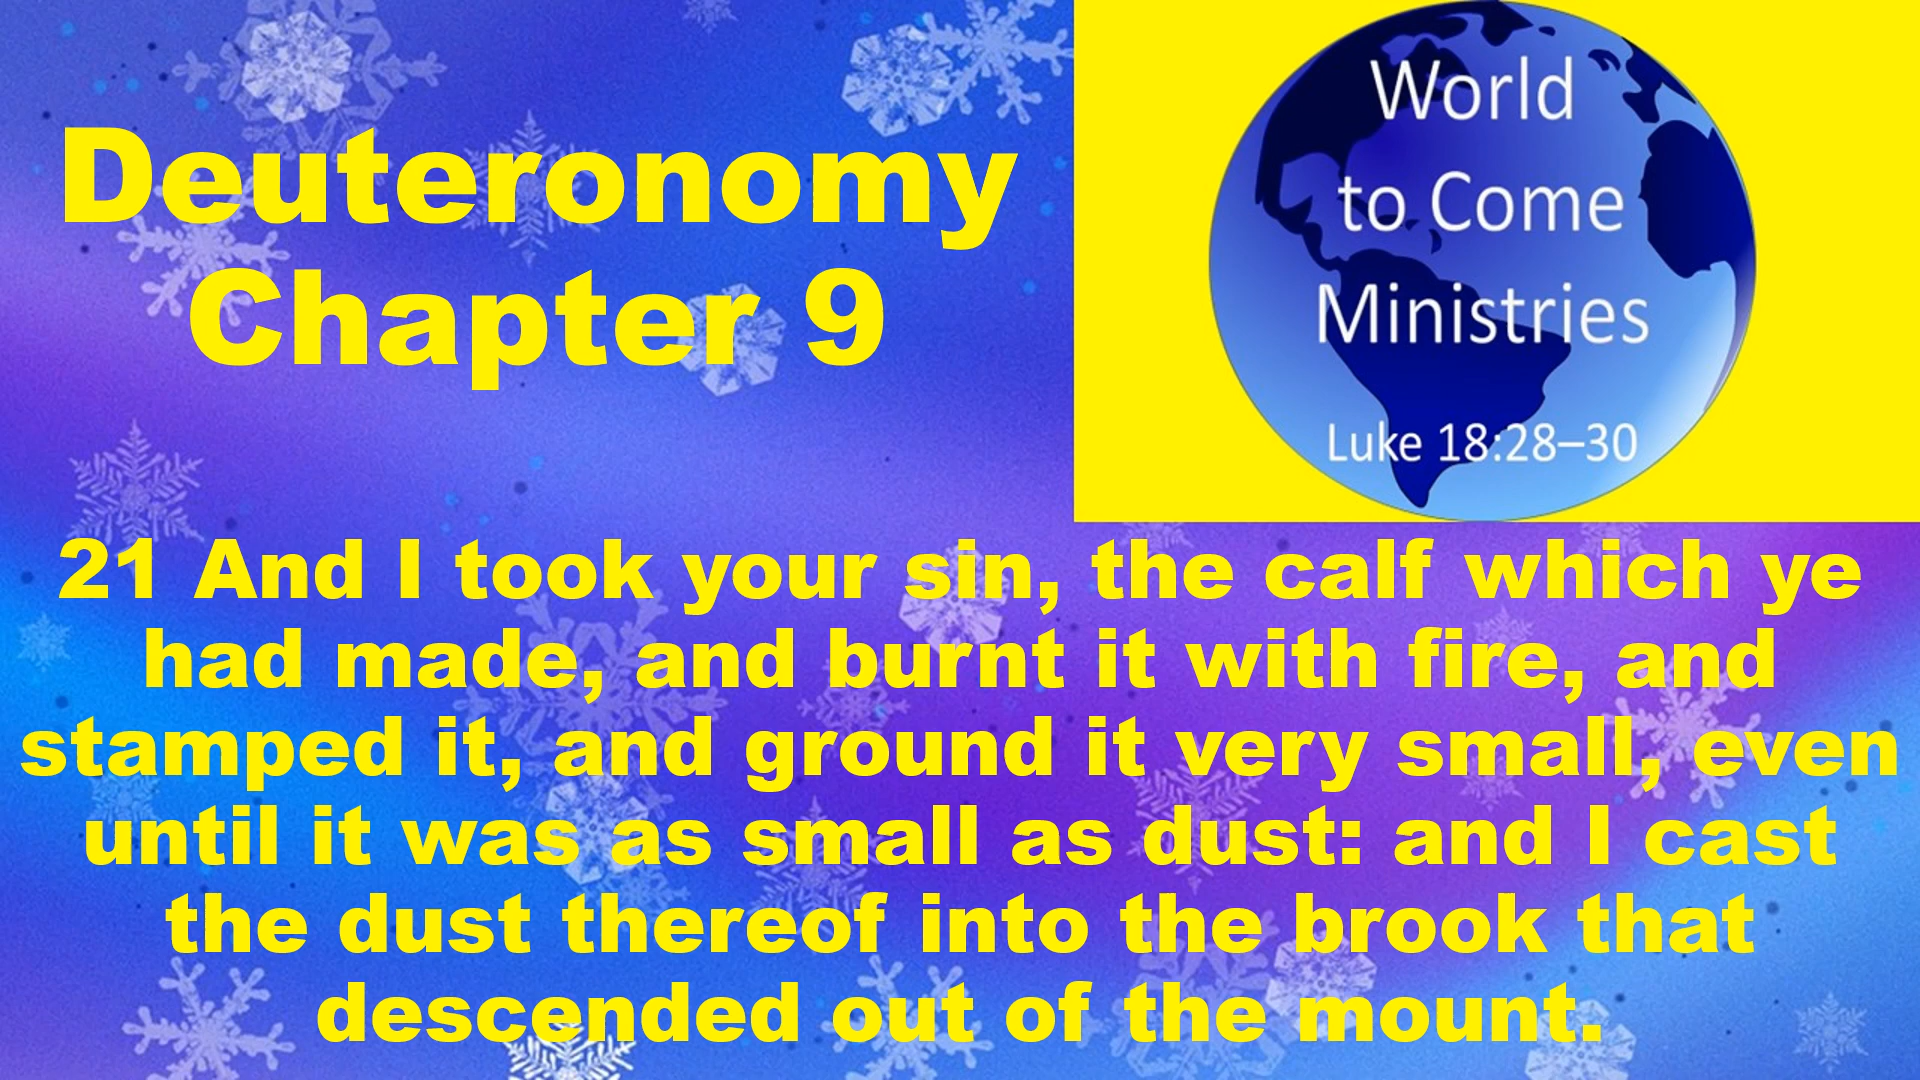 Deuteronomy
Chapter 9
World
to Come
Ministries
Luke 18:28–30
21 And I took your sin, the calf which ye
had made, and burnt it with fire, and
stamped it, and ground it very small, even
until it was as small as dust: and I cast
the dust thereof into the brook that
descended out of the mount.